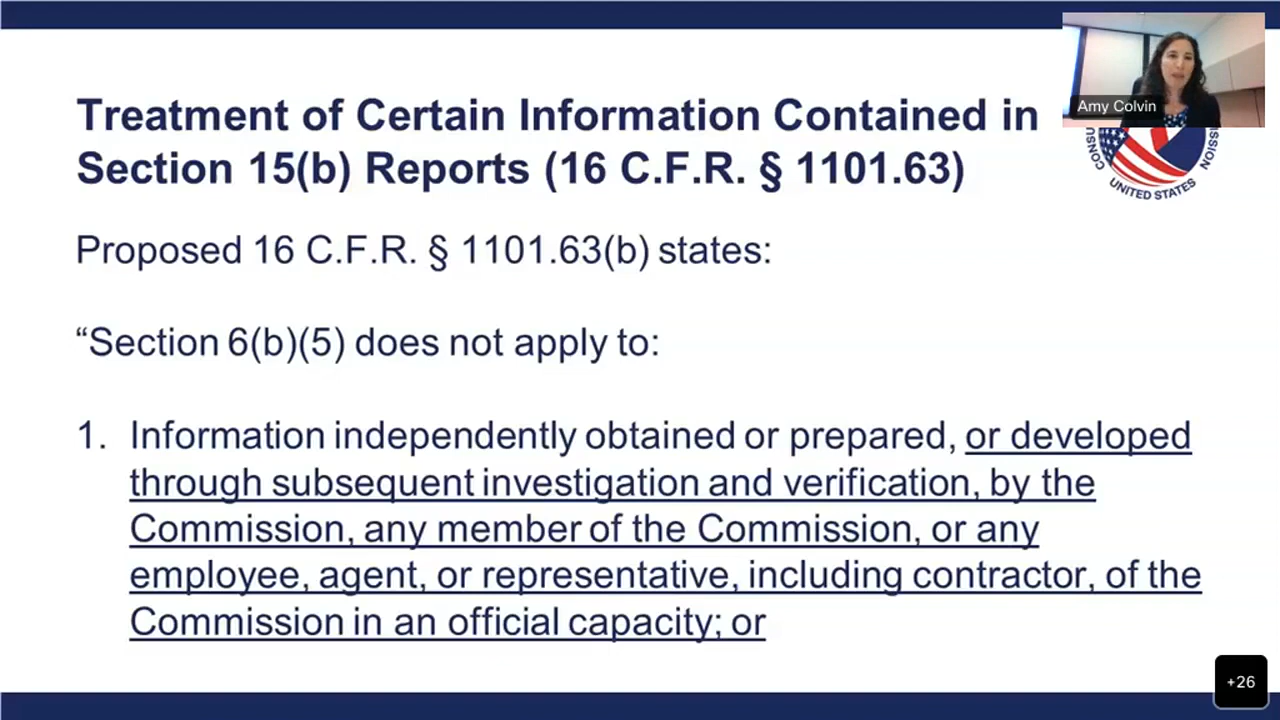 Treatment of Certain Information Contained in
Section 15(b) Reports (16 C.F.R. § 1101.63)
Amy Colvin
UNITED STATES
Proposed 16 C.F.R. § 1101.63(b) states:
“Section 6(b)(5) does not apply to:
1. Information independently obtained or prepared, or developed
through subsequent investigation and verification, by the
Commission, any member of the Commission, or any
employee, agent, or representative, including contractor, of the
Commission in an official capacity; or
+26